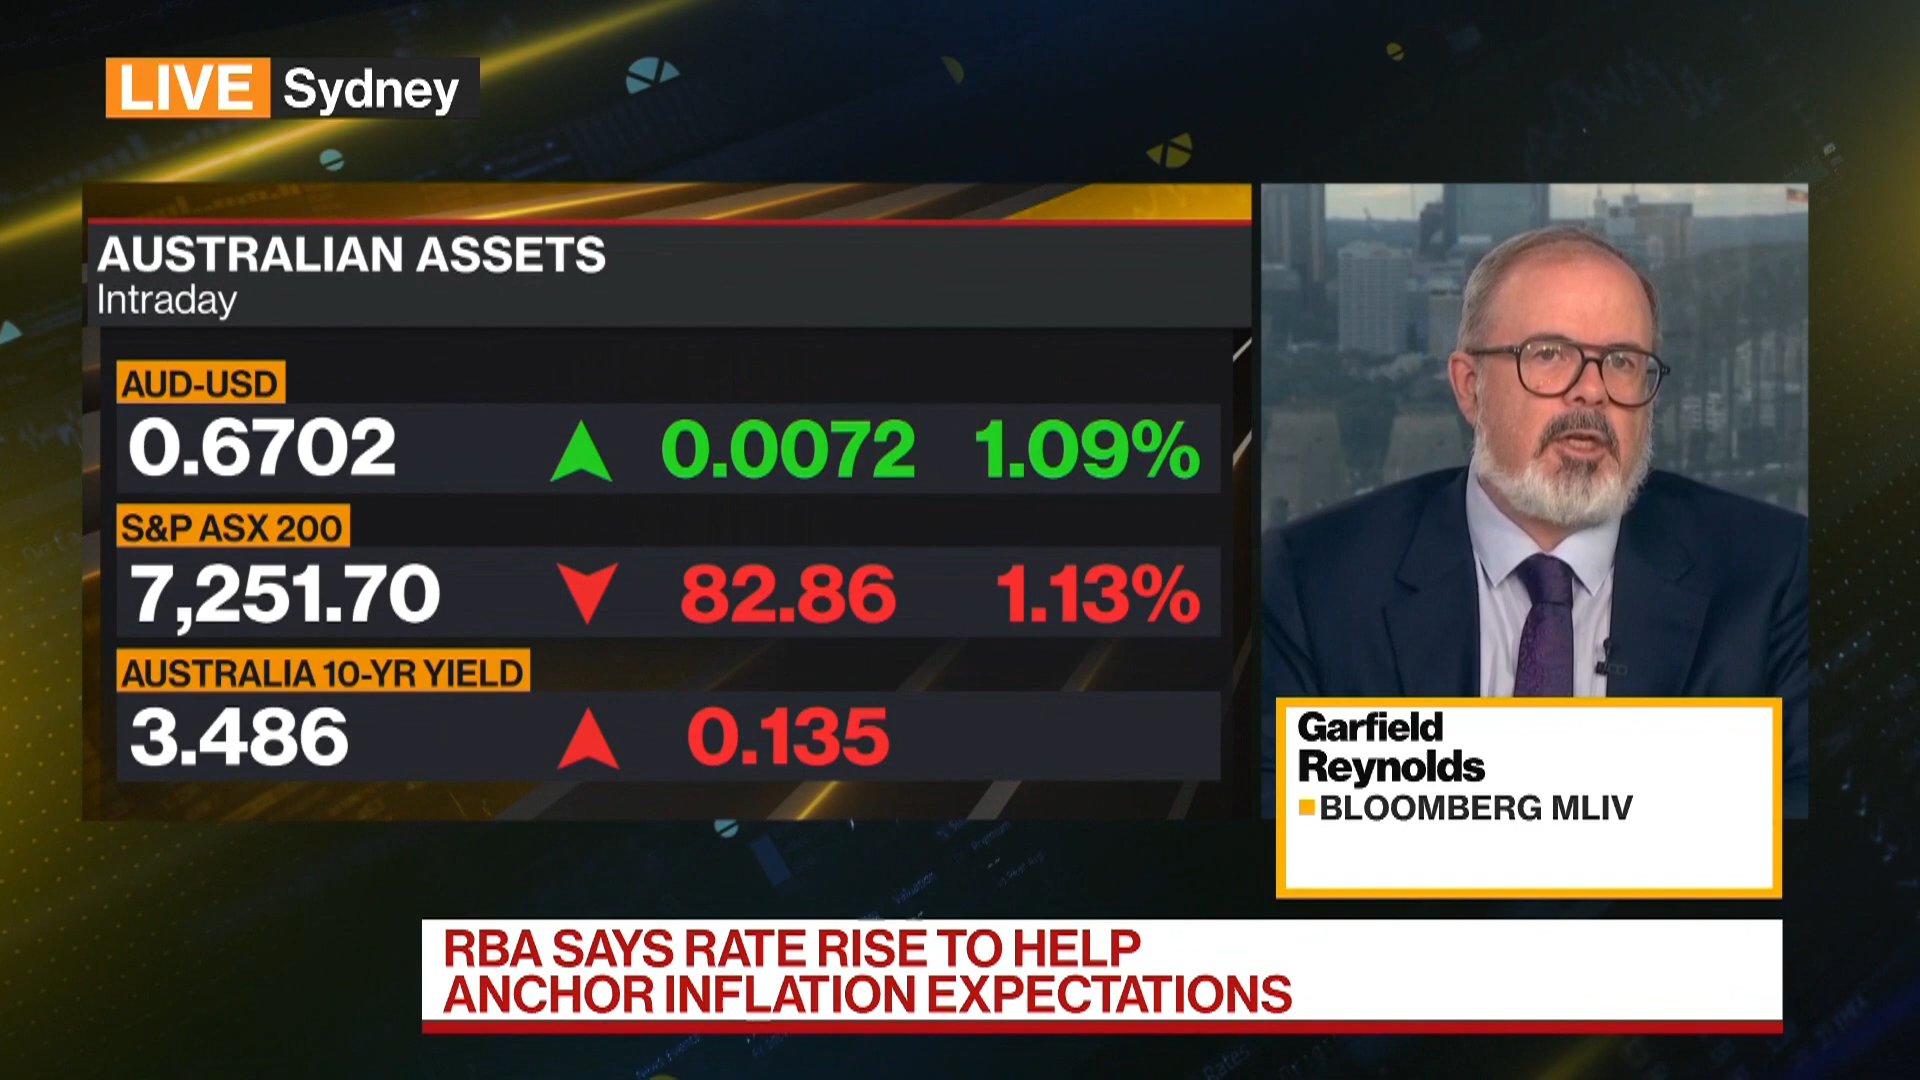 LIVE Sydney
AUSTRALIAN ASSETS
Intraday
AUD-USD
0.6702 0.0072 1.09%
S&P ASX 200
7,251.70 82.86 1.13%
AUSTRALIA 10-YR YIELD
3.486 0.135
Garfield
Reynolds
BLOOMBERG MLIV
RBA SAYS RATE RISE TO HELP
ANCHOR INFLATION EXPECTATIONS
Valuation
Rates